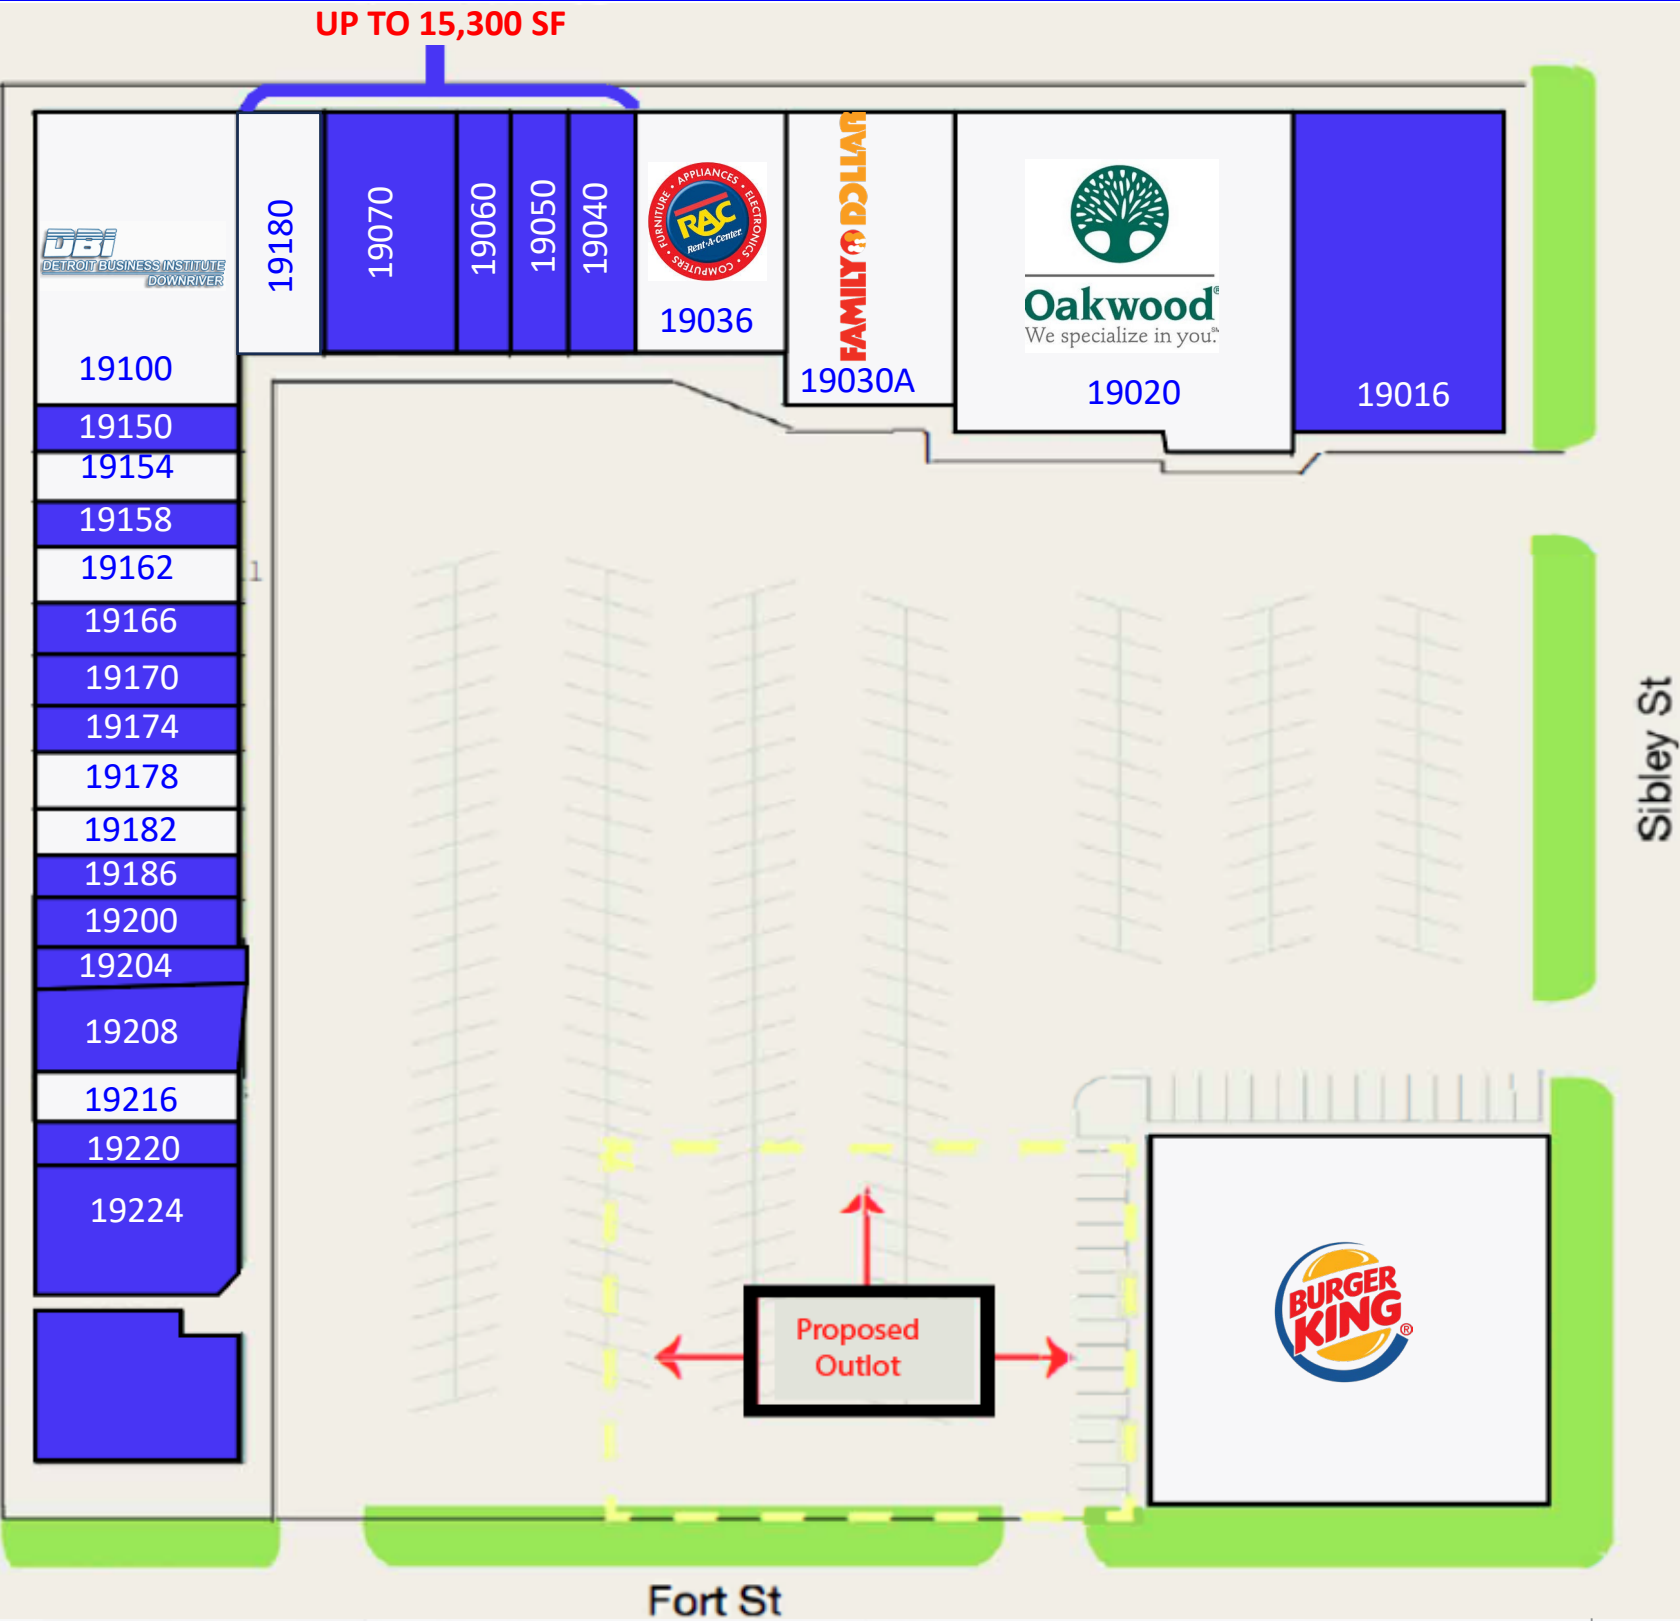 UP TO 15,300 SF
DBI
DETROIT BUSINESS INSTITUTE
DOWNRIVER
19100
19180
19070
19060
19050
19040
APPLIANCES • ELECTRONICS • COMPUTERS • FURNITURE •
RAC
Rent-A-Center
19036
FAMILY DOLLAR
19030A
Oakwood®
We specialize in you.℠
19020
19016
19150
19154
19158
19162
1
19166
19170
19174
19178
19182
19186
19200
19204
19208
19216
19220
19224
Sibley St
Proposed
Outlot
BURGER
KING®
Fort St